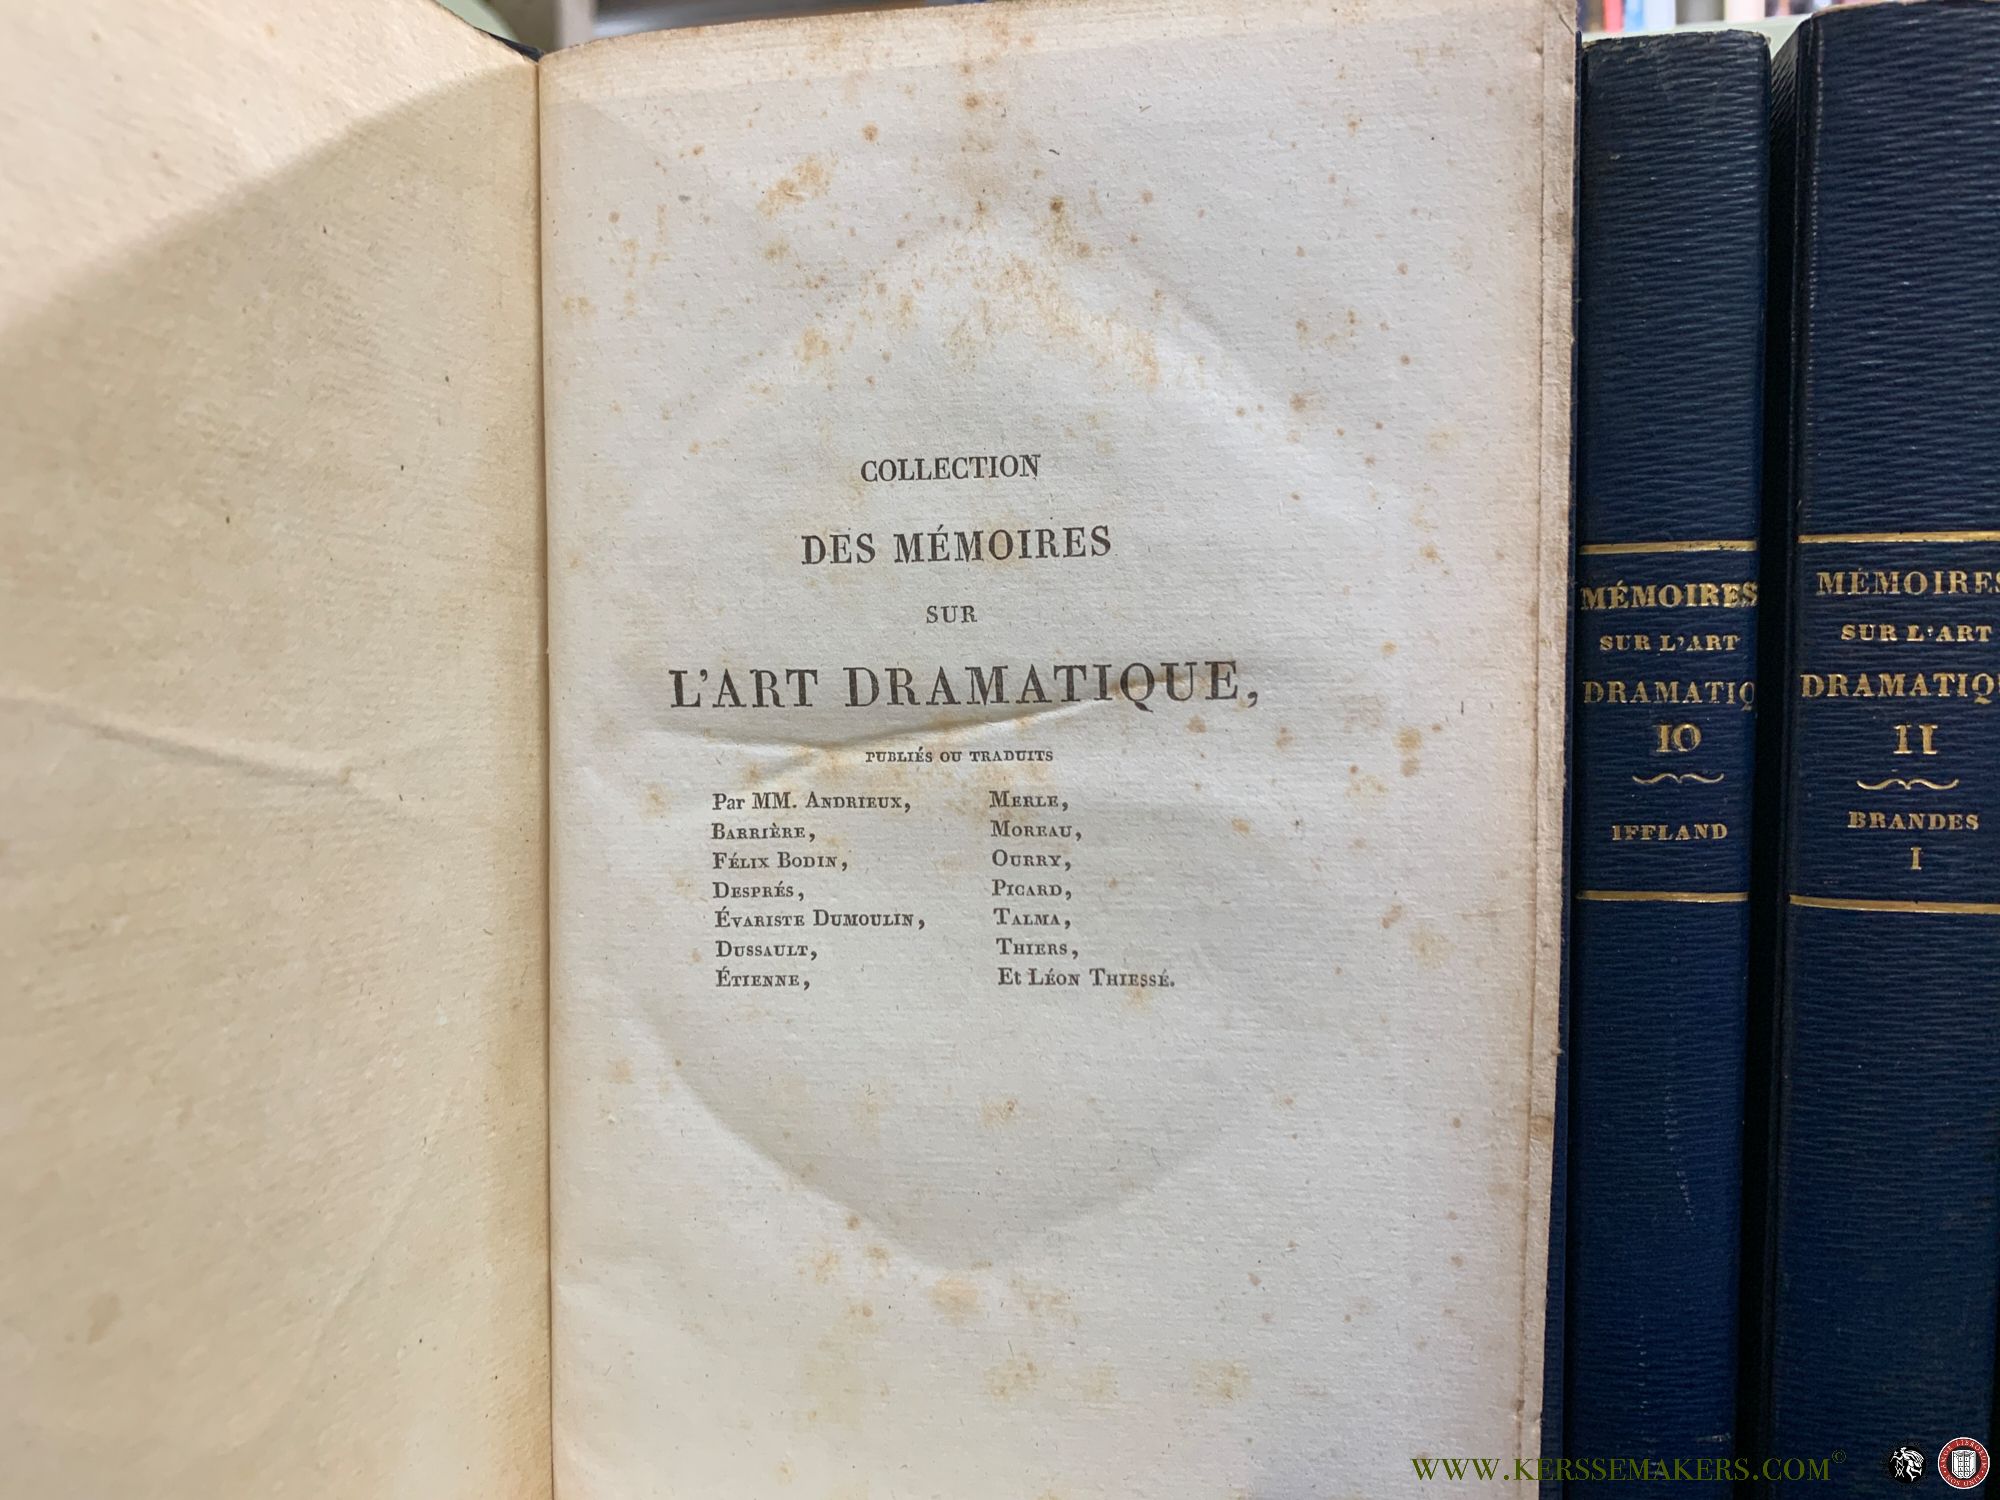 COLLECTION
DES MÉMOIRES
SUR
L'ART DRAMATIQUE,
PUBLIÉS OU TRADUITS
Par MM. ANDRIEUX,
BARRIÈRE,
FÉLIX BODIN,
DESPRÉS,
ÉVARISTE DUMOULIN,
DUSSAULT,
ÉTIENNE,
MERLE,
MOREAU,
OURRY,
PICARD,
TALMA,
THIERS,
Et LÉON THIESSÉ.
MÉMOIRES
SUR L'ART
DRAMATIQ
10
IFFLAND
MÉMOIRES
SUR L'ART
DRAMATIQU
11
BRANDES
I
WWW.KERSSEMAKERS.COM©